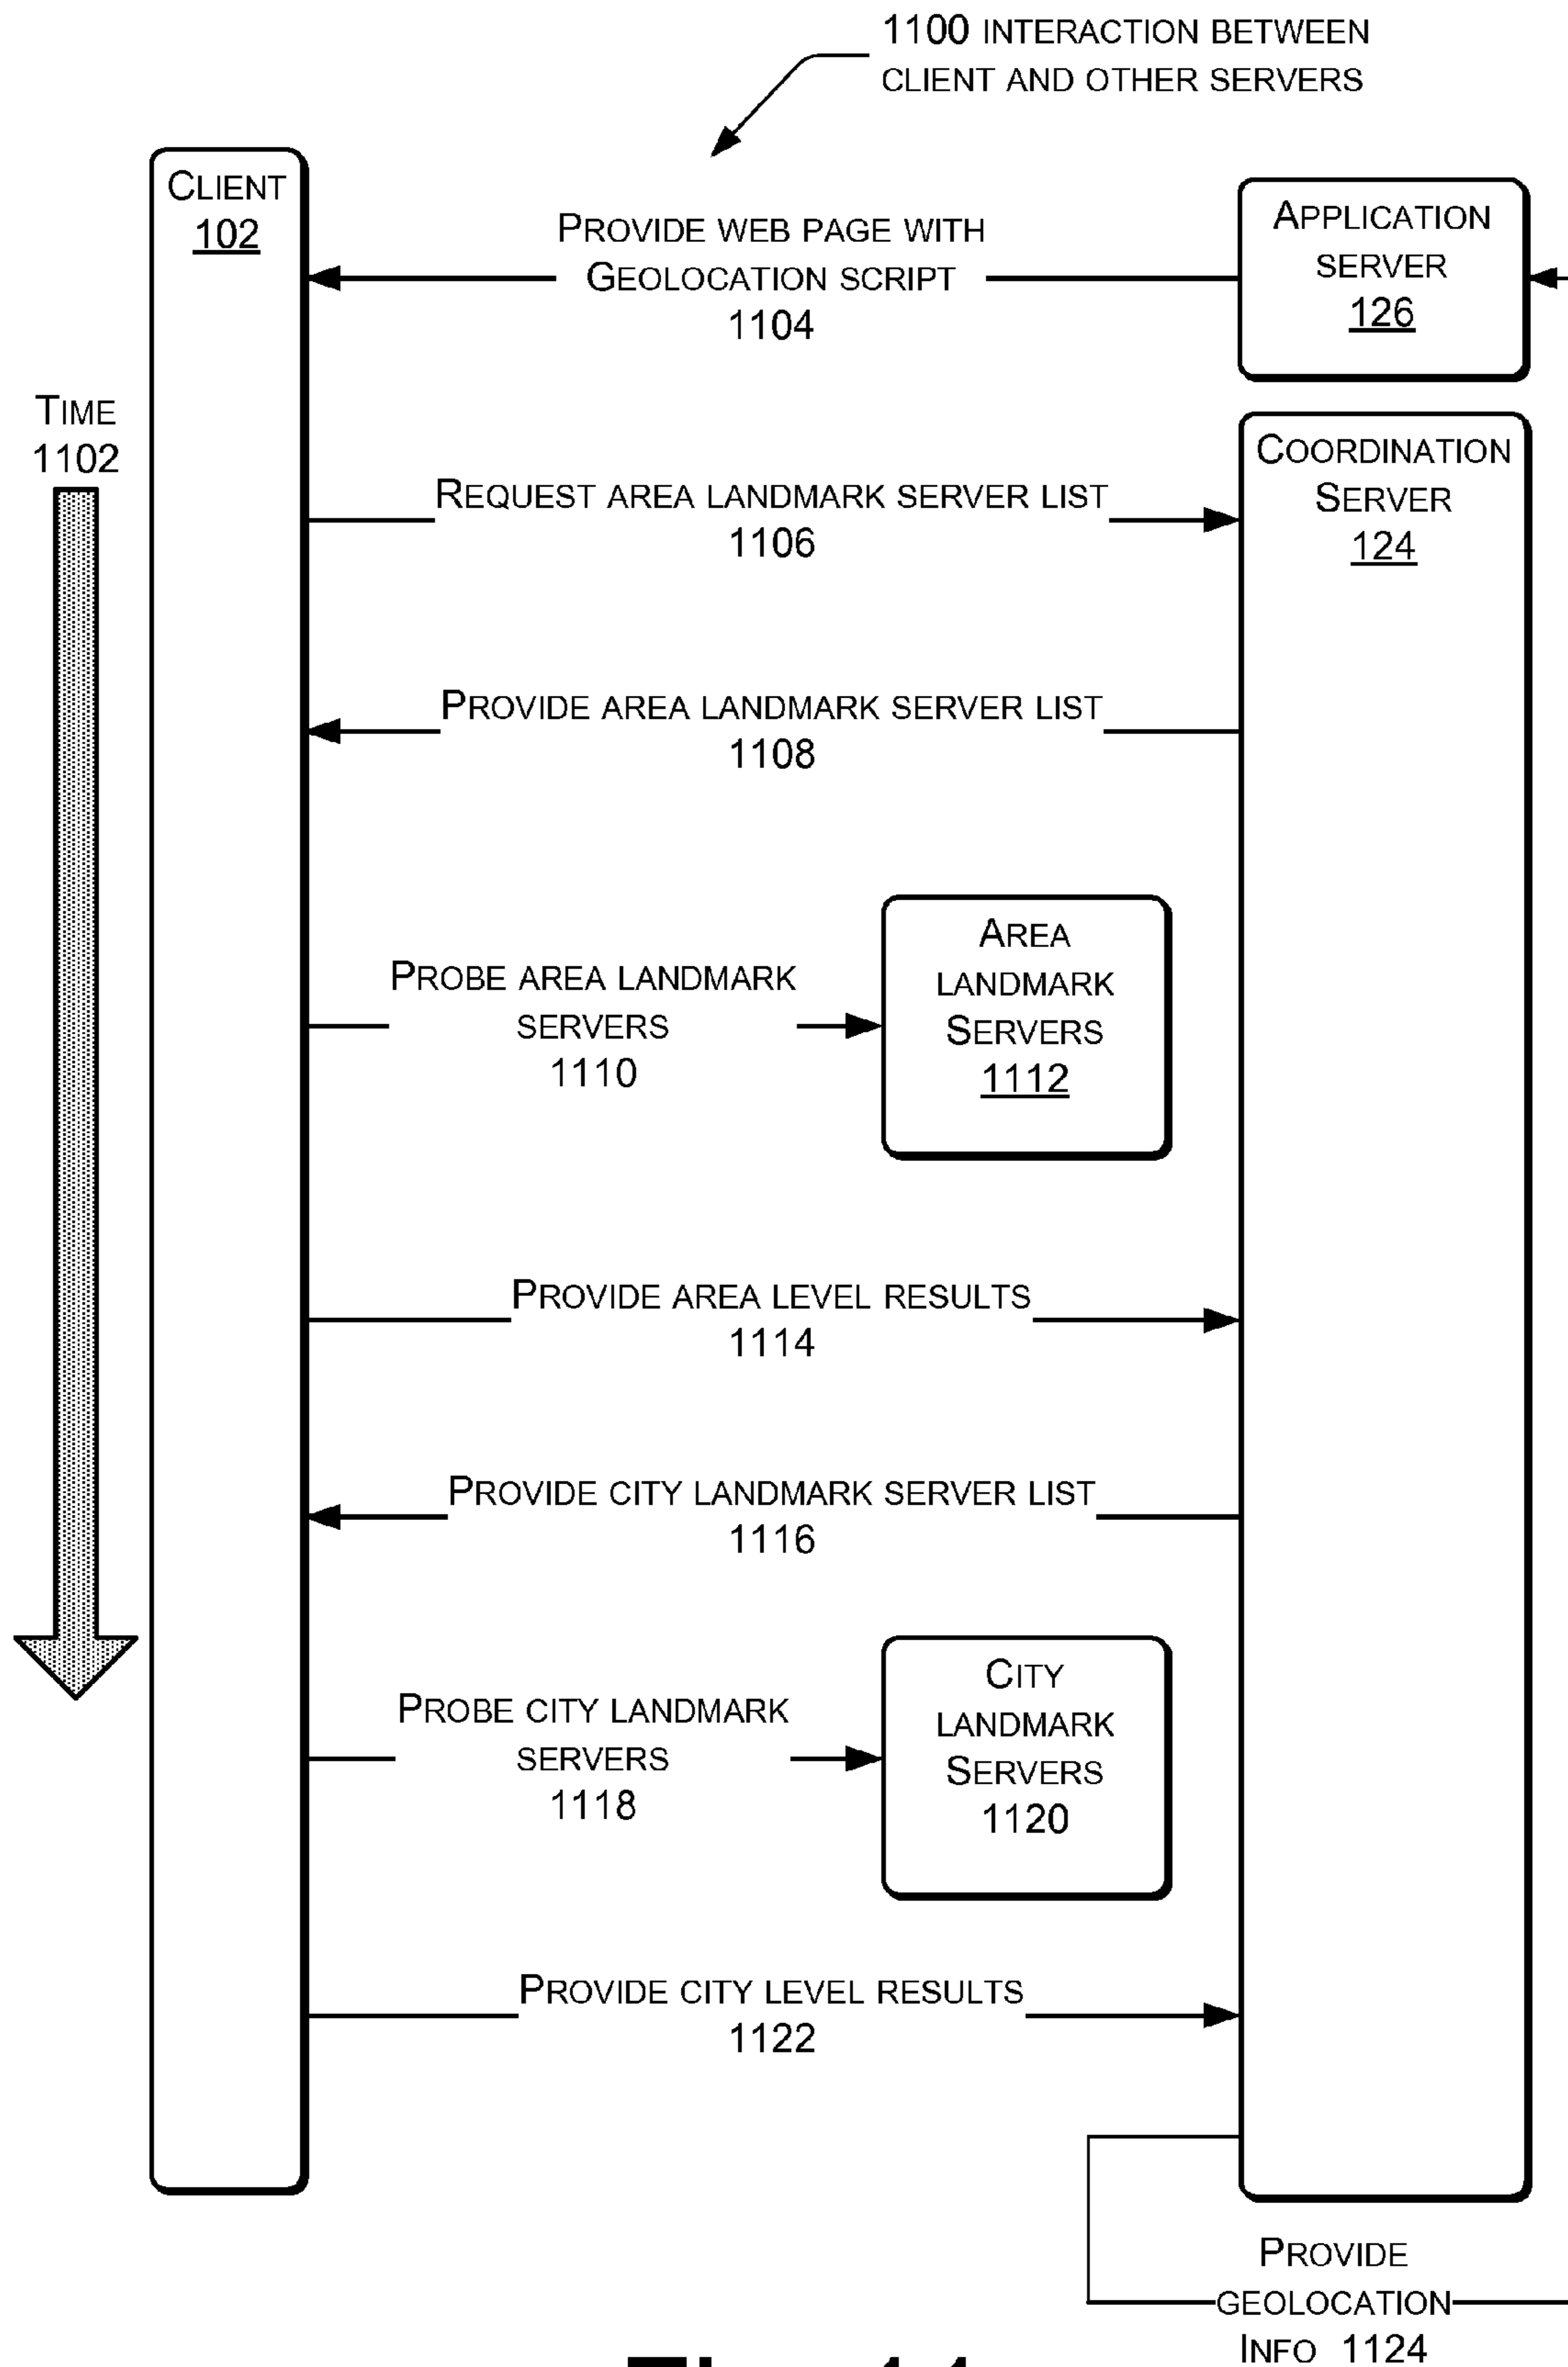 1100 INTERACTION BETWEEN
CLIENT AND OTHER SERVERS
CLIENT
102
PROVIDE WEB PAGE WITH
GEOLOCATION SCRIPT
1104
APPLICATION
SERVER
126
TIME
1102
COORDINATION
SERVER
124
REQUEST AREA LANDMARK SERVER LIST
1106
PROVIDE AREA LANDMARK SERVER LIST
1108
PROBE AREA LANDMARK
SERVERS
1110
AREA
LANDMARK
SERVERS
1112
PROVIDE AREA LEVEL RESULTS
1114
PROVIDE CITY LANDMARK SERVER LIST
1116
PROBE CITY LANDMARK
SERVERS
1118
CITY
LANDMARK
SERVERS
1120
PROVIDE CITY LEVEL RESULTS
1122
PROVIDE
GEOLOCATION
INFO 1124